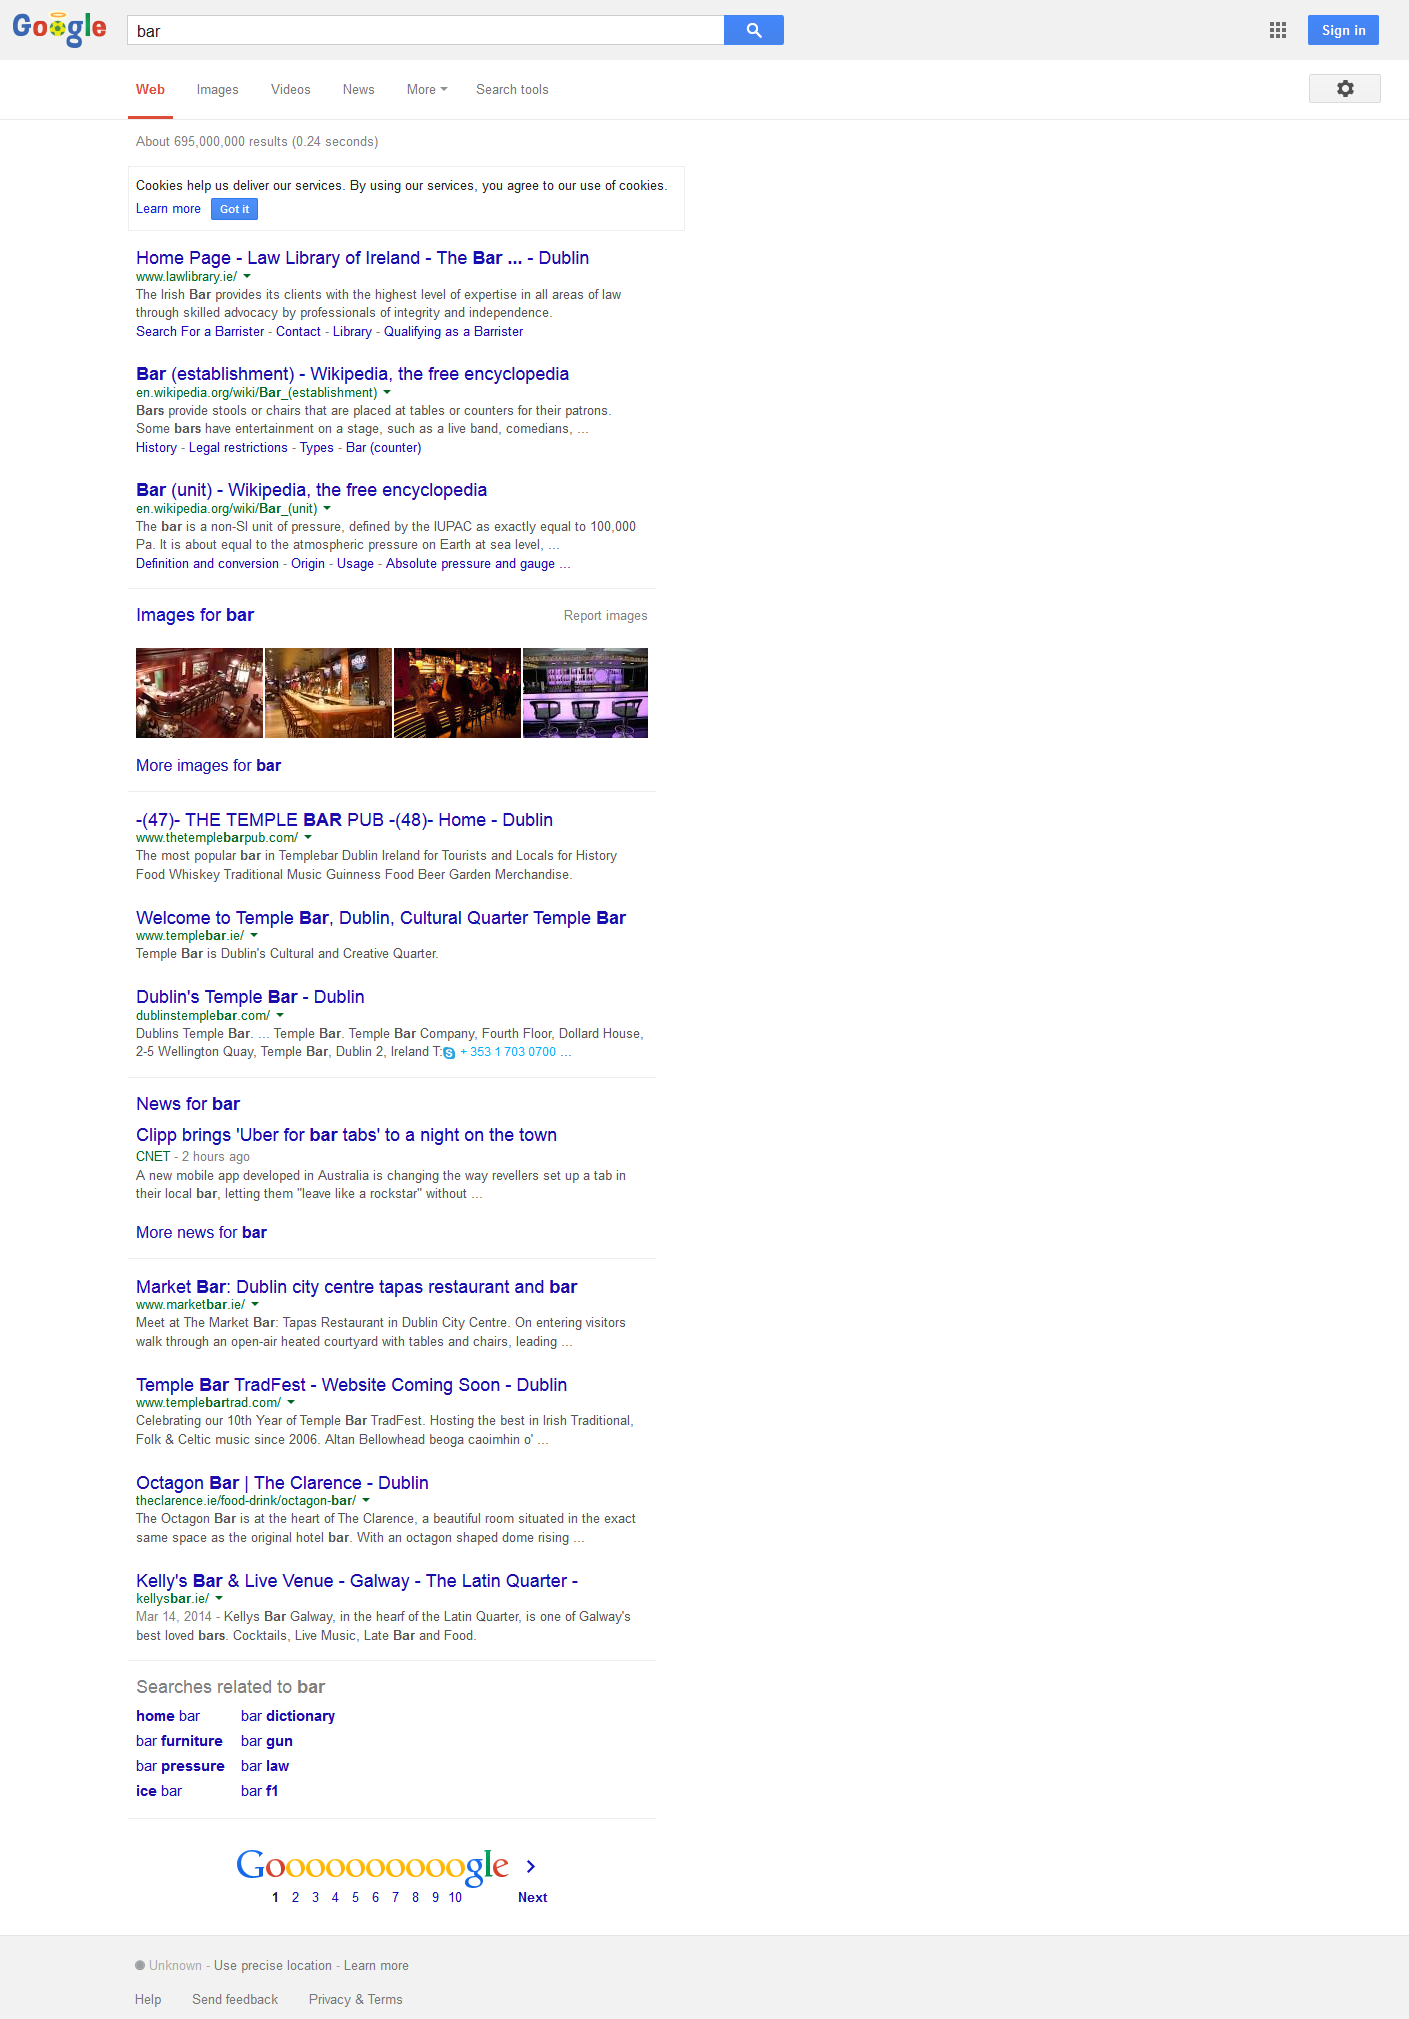 Google
bar
Sign in
Web Images Videos News More Search tools
About 695,000,000 results (0.24 seconds)
Cookies help us deliver our services. By using our services, you agree to our use of cookies.
Learn more Got it
Home Page - Law Library of Ireland - The Bar ... - Dublin
www.lawlibrary.ie/
The Irish Bar provides its clients with the highest level of expertise in all areas of law
through skilled advocacy by professionals of integrity and independence.
Search For a Barrister - Contact - Library - Qualifying as a Barrister
Bar (establishment) - Wikipedia, the free encyclopedia
en.wikipedia.org/wiki/Bar_(establishment)
Bars provide stools or chairs that are placed at tables or counters for their patrons.
Some bars have entertainment on a stage, such as a live band, comedians, ...
History - Legal restrictions - Types - Bar (counter)
Bar (unit) - Wikipedia, the free encyclopedia
en.wikipedia.org/wiki/Bar_(unit)
The bar is a non-SI unit of pressure, defined by the IUPAC as exactly equal to 100,000
Pa. It is about equal to the atmospheric pressure on Earth at sea level, ...
Definition and conversion - Origin - Usage - Absolute pressure and gauge ...
Images for bar
Report images
More images for bar
-(47)- THE TEMPLE BAR PUB -(48)- Home - Dublin
www.thetemplebarpub.com/
The most popular bar in Templebar Dublin Ireland for Tourists and Locals for History
Food Whiskey Traditional Music Guinness Food Beer Garden Merchandise.
Welcome to Temple Bar, Dublin, Cultural Quarter Temple Bar
www.templebar.ie/
Temple Bar is Dublin's Cultural and Creative Quarter.
Dublin's Temple Bar - Dublin
dublinstemplebar.com/
Dublins Temple Bar. ... Temple Bar. Temple Bar Company, Fourth Floor, Dollard House,
2-5 Wellington Quay, Temple Bar, Dublin 2, Ireland T: + 353 1 703 0700 ...
News for bar
Clipp brings 'Uber for bar tabs' to a night on the town
CNET - 2 hours ago
A new mobile app developed in Australia is changing the way revellers set up a tab in
their local bar, letting them "leave like a rockstar" without ...
More news for bar
Market Bar: Dublin city centre tapas restaurant and bar
www.marketbar.ie/
Meet at The Market Bar: Tapas Restaurant in Dublin City Centre. On entering visitors
walk through an open-air heated courtyard with tables and chairs, leading ...
Temple Bar TradFest - Website Coming Soon - Dublin
www.templebartrad.com/
Celebrating our 10th Year of Temple Bar TradFest. Hosting the best in Irish Traditional,
Folk & Celtic music since 2006. Altan Bellowhead beoga caoimhin o' ...
Octagon Bar | The Clarence - Dublin
theclarence.ie/food-drink/octagon-bar/
The Octagon Bar is at the heart of The Clarence, a beautiful room situated in the exact
same space as the original hotel bar. With an octagon shaped dome rising ...
Kelly's Bar & Live Venue - Galway - The Latin Quarter -
kellysbar.ie/
Mar 14, 2014 - Kellys Bar Galway, in the hearf of the Latin Quarter, is one of Galway's
best loved bars. Cocktails, Live Music, Late Bar and Food.
Searches related to bar
home bar bar dictionary
bar furniture bar gun
bar pressure bar law
ice bar bar f1
Goooooooooogle
1 2 3 4 5 6 7 8 9 10 Next
Unknown - Use precise location - Learn more
Help Send feedback Privacy & Terms